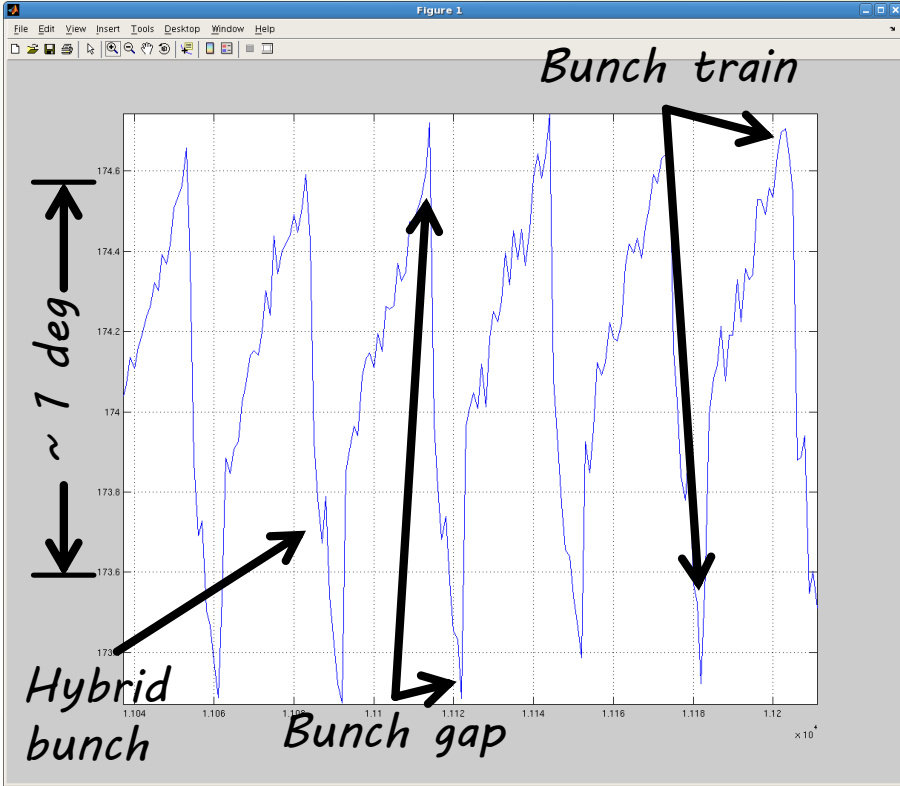 Figure 1
File Edit View Insert Tools Desktop Window Help
Bunch train
174.6
174.4
174.2
174
173.8
173.6
~ 1 deg
Hybrid
bunch
Bunch gap
1.104 1.106 1.108 1.11 1.112 1.114 1.116 1.118 1.12
x 10^4